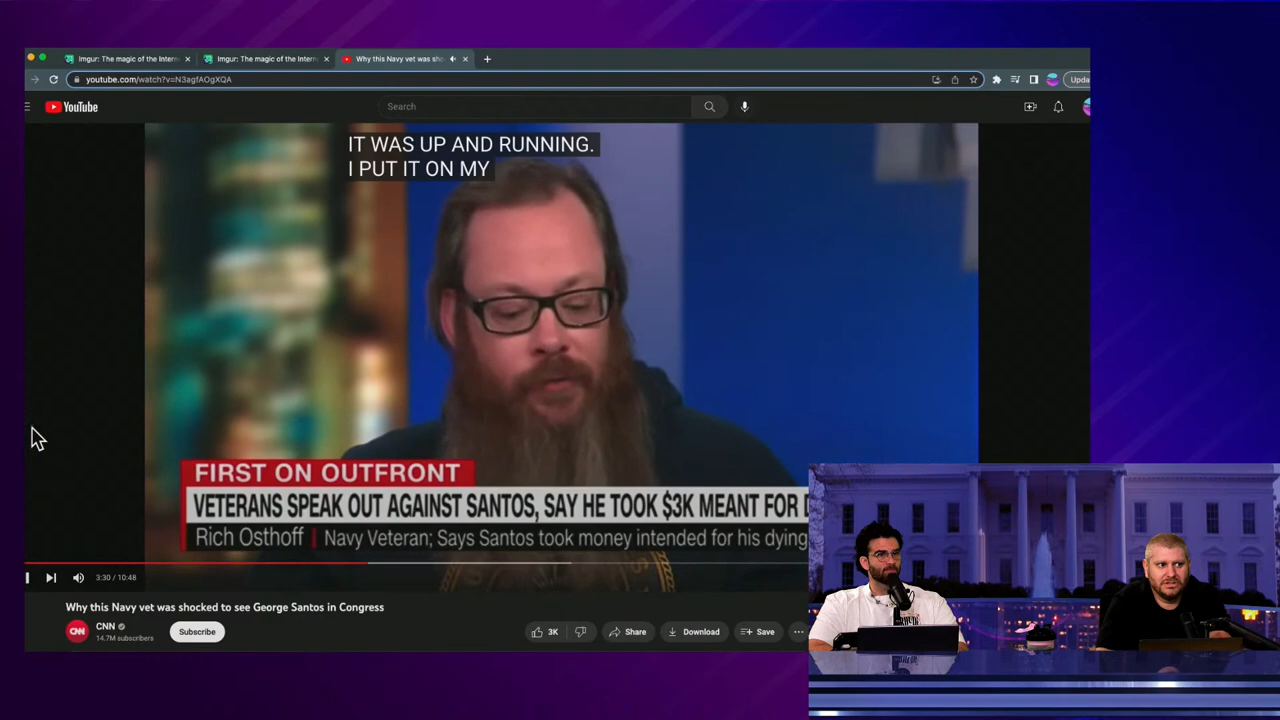 Imgur: The magic of the Intern
Imgur: The magic of the Intern
Why this Navy vet was sho
youtube.com/watch?v=N3agfAOgXQA
Upda
YouTube
Search
IT WAS UP AND RUNNING.
I PUT IT ON MY
FIRST ON OUTFRONT
VETERANS SPEAK OUT AGAINST SANTOS, SAY HE TOOK $3K MEANT FOR D
Rich Osthoff | Navy Veteran; Says Santos took money intended for his dying
3:30 / 10:48
Why this Navy vet was shocked to see George Santos in Congress
CNN
CNN
14.7M subscribers
Subscribe
3K
Share
Download
Save